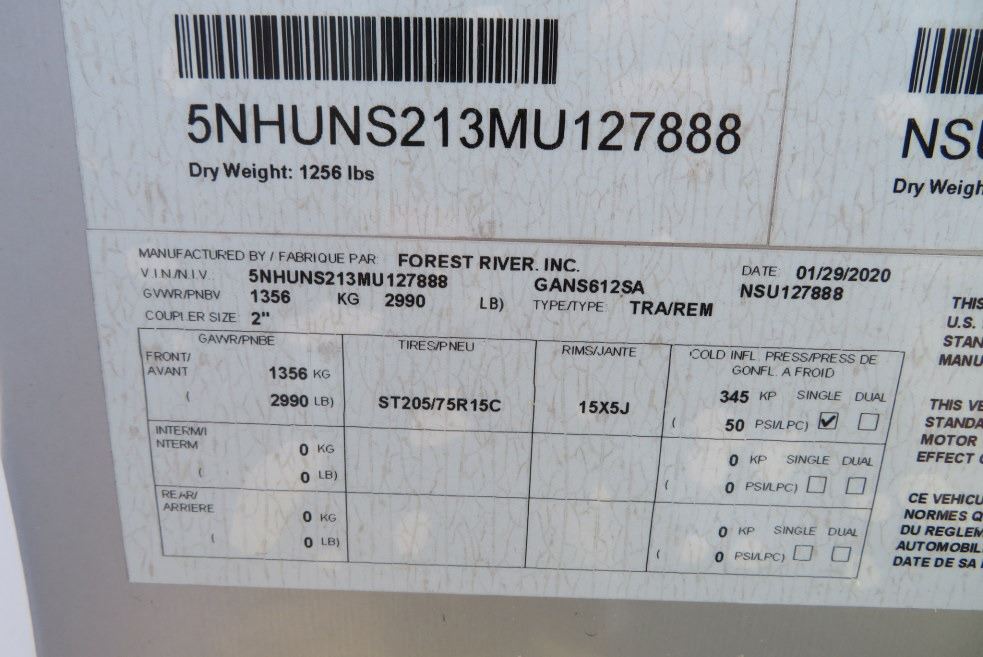 5NHUNS213MU127888
Dry Weight: 1256 lbs
NSU
Dry Weigh
MANUFACTURED BY / FABRIQUE PAR: FOREST RIVER. INC.
V.I.N./N.I.V. 5NHUNS213MU127888 GANS612SA DATE: 01/29/2020
GVWR/PNBV 1356 KG 2990 LB) TYPE/TYPE TRA/REM NSU127888
COUPLER SIZE: 2"
GAWR/PNBE TIRES/PNEU RIMS/JANTE COLD INFL. PRESS/PRESS DE
GONFL. A FROID
FRONT/
AVANT 1356 KG 345 KP SINGLE DUAL
( 2990 LB) ST205/75R15C 15X5J ( 50 PSI/LPC)
INTERM/I
NTERM 0 KG 0 KP SINGLE DUAL
( 0 LB) ( 0 PSI/LPC)
REAR/
ARRIERE 0 KG 0 KP SINGLE DUAL
( 0 LB) ( 0 PSI/LPC)
THIS
U.S.
STAN
MANU
THIS VE
STANDA
MOTOR
EFFECT
CE VEHICU
NORMES Q
DU REGLEM
AUTOMOBIL
DATE DE SA